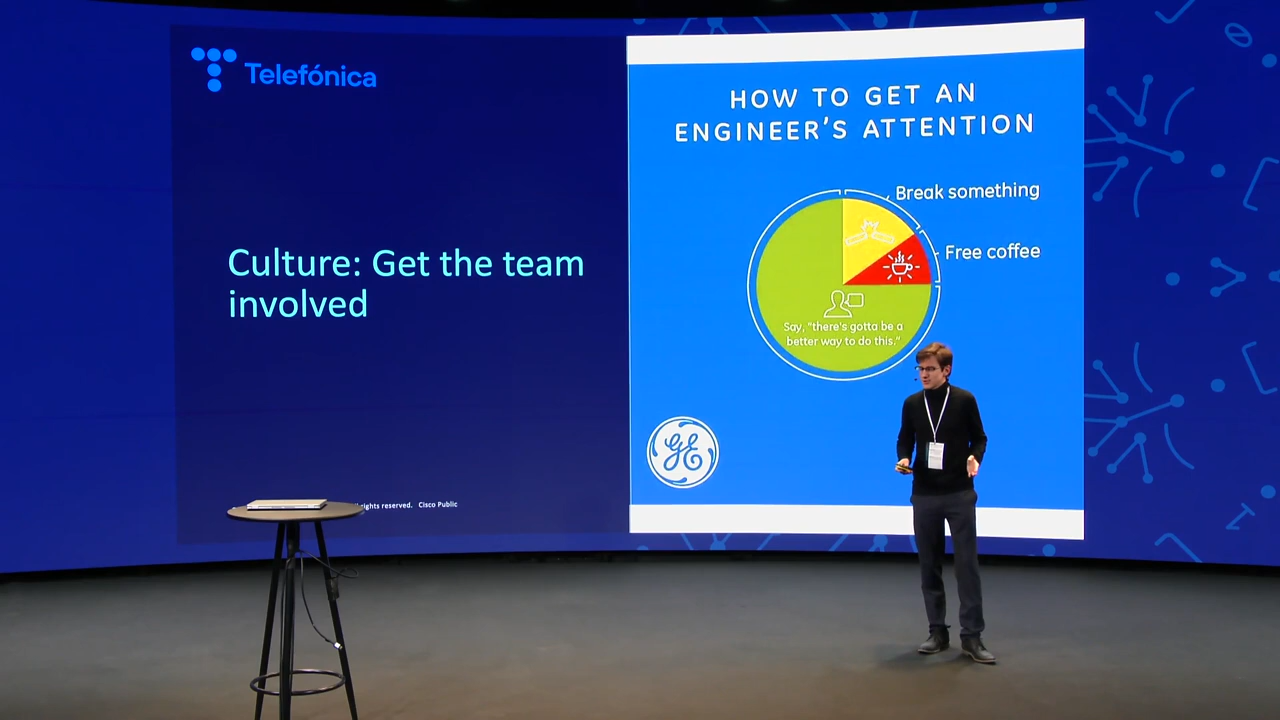 Telefónica
Culture: Get the team
involved
rights reserved. Cisco Public
HOW TO GET AN
ENGINEER'S ATTENTION
Break something
Free coffee
Say, "there's gotta be a
better way to do this."
GE